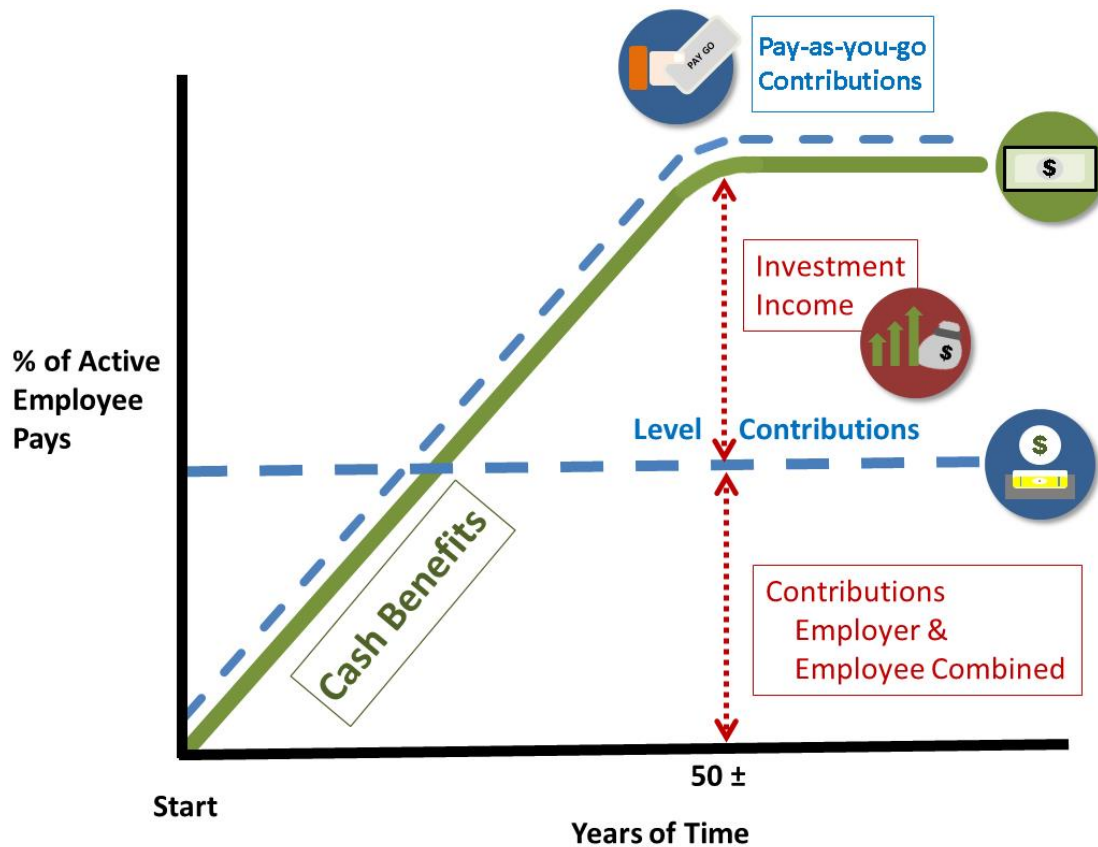 PAY GO
Pay-as-you-go
Contributions
$
Investment
Income
$
% of Active
Employee
Pays
Level Contributions
$
Cash Benefits
Contributions
Employer &
Employee Combined
50 ±
Start
Years of Time